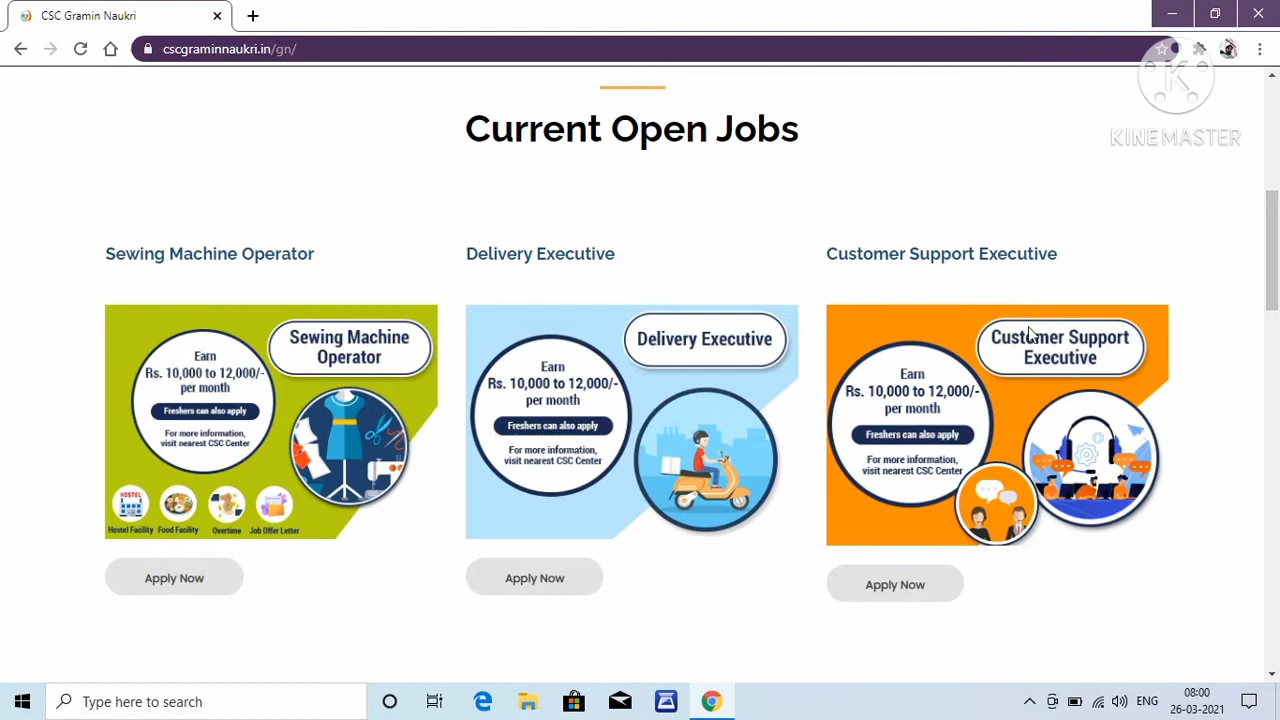 CSC Gramin Naukri
cscgraminnaukri.in/gn/
K
KINEMASTER
Current Open Jobs
Sewing Machine Operator
Delivery Executive
Customer Support Executive
Sewing Machine
Operator
Earn
Rs. 10,000 to 12,000/-
per month
Freshers can also apply
For more information,
visit nearest CSC Center
HOSTEL
Hostel Facility
Food Facility
Overtime
Job Offer Letter
Delivery Executive
Earn
Rs. 10,000 to 12,000/-
per month
Freshers can also apply
For more information,
visit nearest CSC Center
Customer Support
Executive
Earn
Rs. 10,000 to 12,000/-
per month
Freshers can also apply
For more information,
visit nearest CSC Center
Apply Now
Apply Now
Apply Now
Type here to search
ENG
08:00
26-03-2021